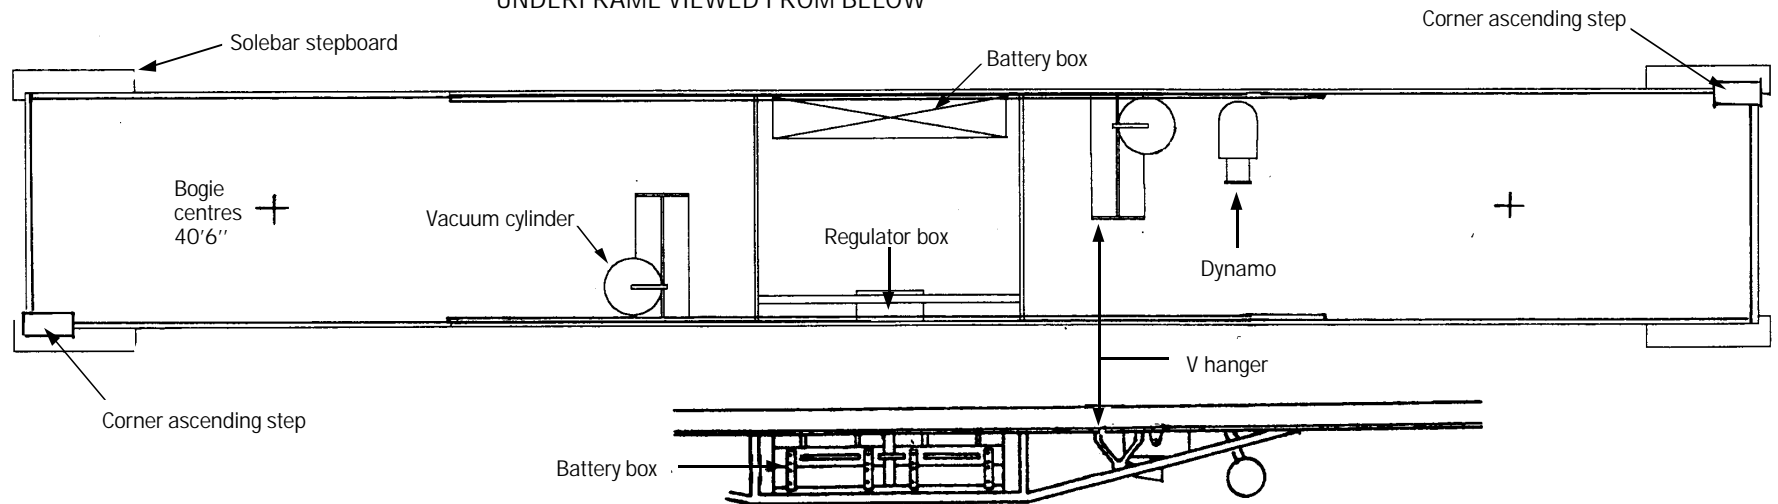 UNDERFRAME VIEWED FROM BELOW
Corner ascending step
Solebar stepboard
Battery box
Bogie
centres
40'6''
Vacuum cylinder
Regulator box
Dynamo
V hanger
Corner ascending step
Battery box